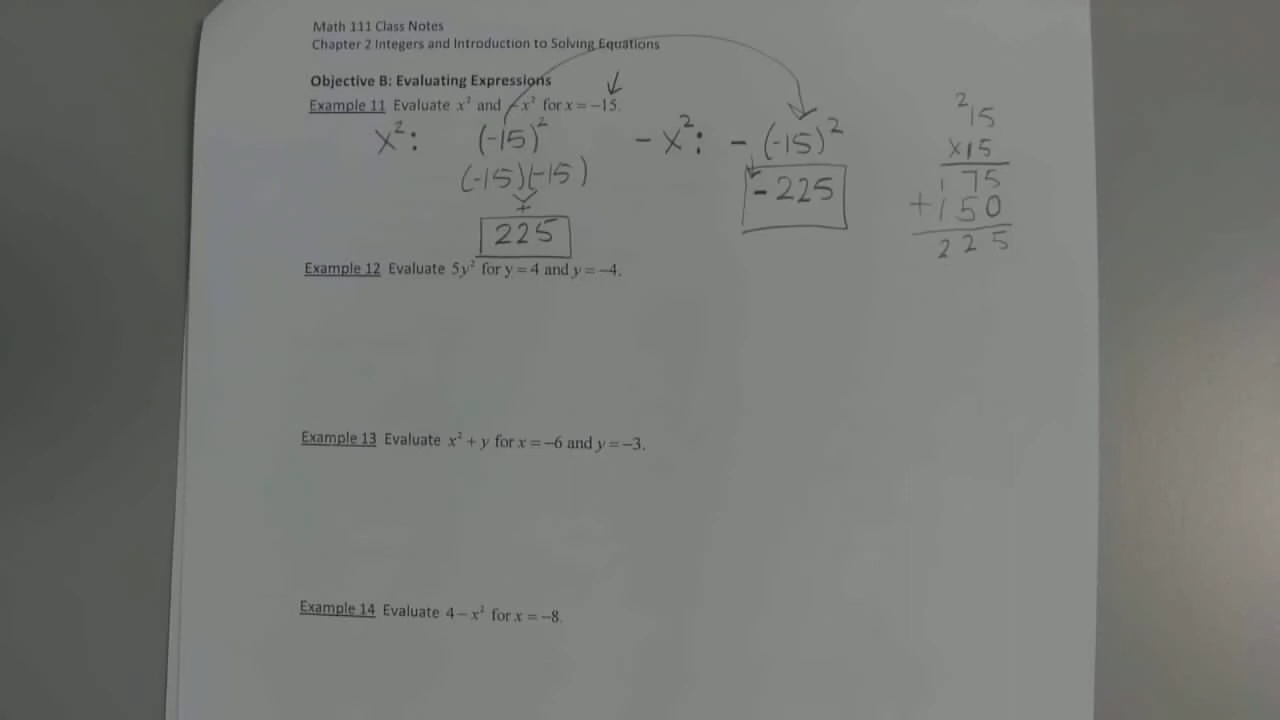 Math 111 Class Notes
Chapter 2 Integers and Introduction to Solving Equations
Objective B: Evaluating Expressions
Example 11 Evaluate x² and −x² for x = −15.
x²: (-15)² - x²: - (-15)²
(-15)(-15) - 225
+
225
²15
x15
¹75
+150
225
Example 12 Evaluate 5y² for y = 4 and y = −4.
Example 13 Evaluate x² + y for x = −6 and y = −3.
Example 14 Evaluate 4 − x² for x = −8.